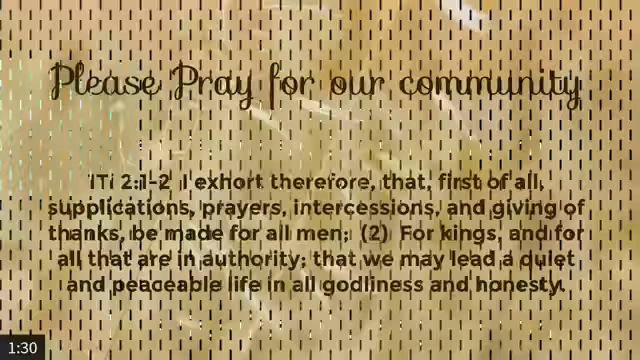 Please Pray for our community
1Ti 2:1-2 I exhort therefore, that, first of all,
supplications, prayers, intercessions, and giving of
thanks, be made for all men; (2) For kings, and for
all that are in authority; that we may lead a quiet
and peaceable life in all godliness and honesty.
1:30